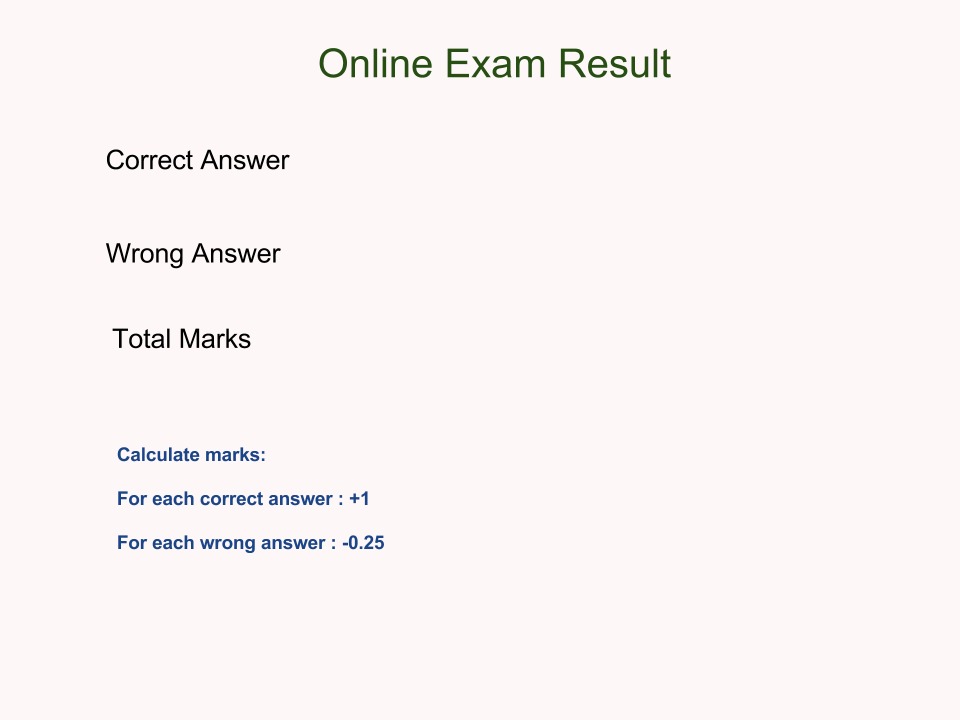 Online Exam Result
Correct Answer
Wrong Answer
Total Marks
Calculate marks:
For each correct answer : +1
For each wrong answer : -0.25